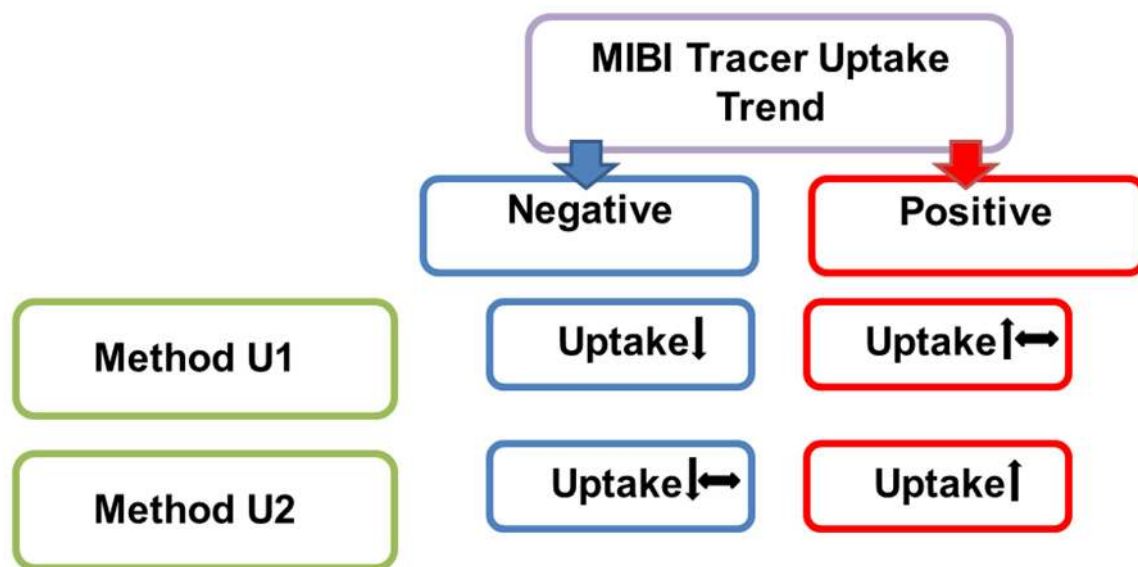 MIBI Tracer Uptake
Trend
Negative
Positive
Method U1
Uptake↓
Uptake↑↔
Method U2
Uptake↓↔
Uptake↑